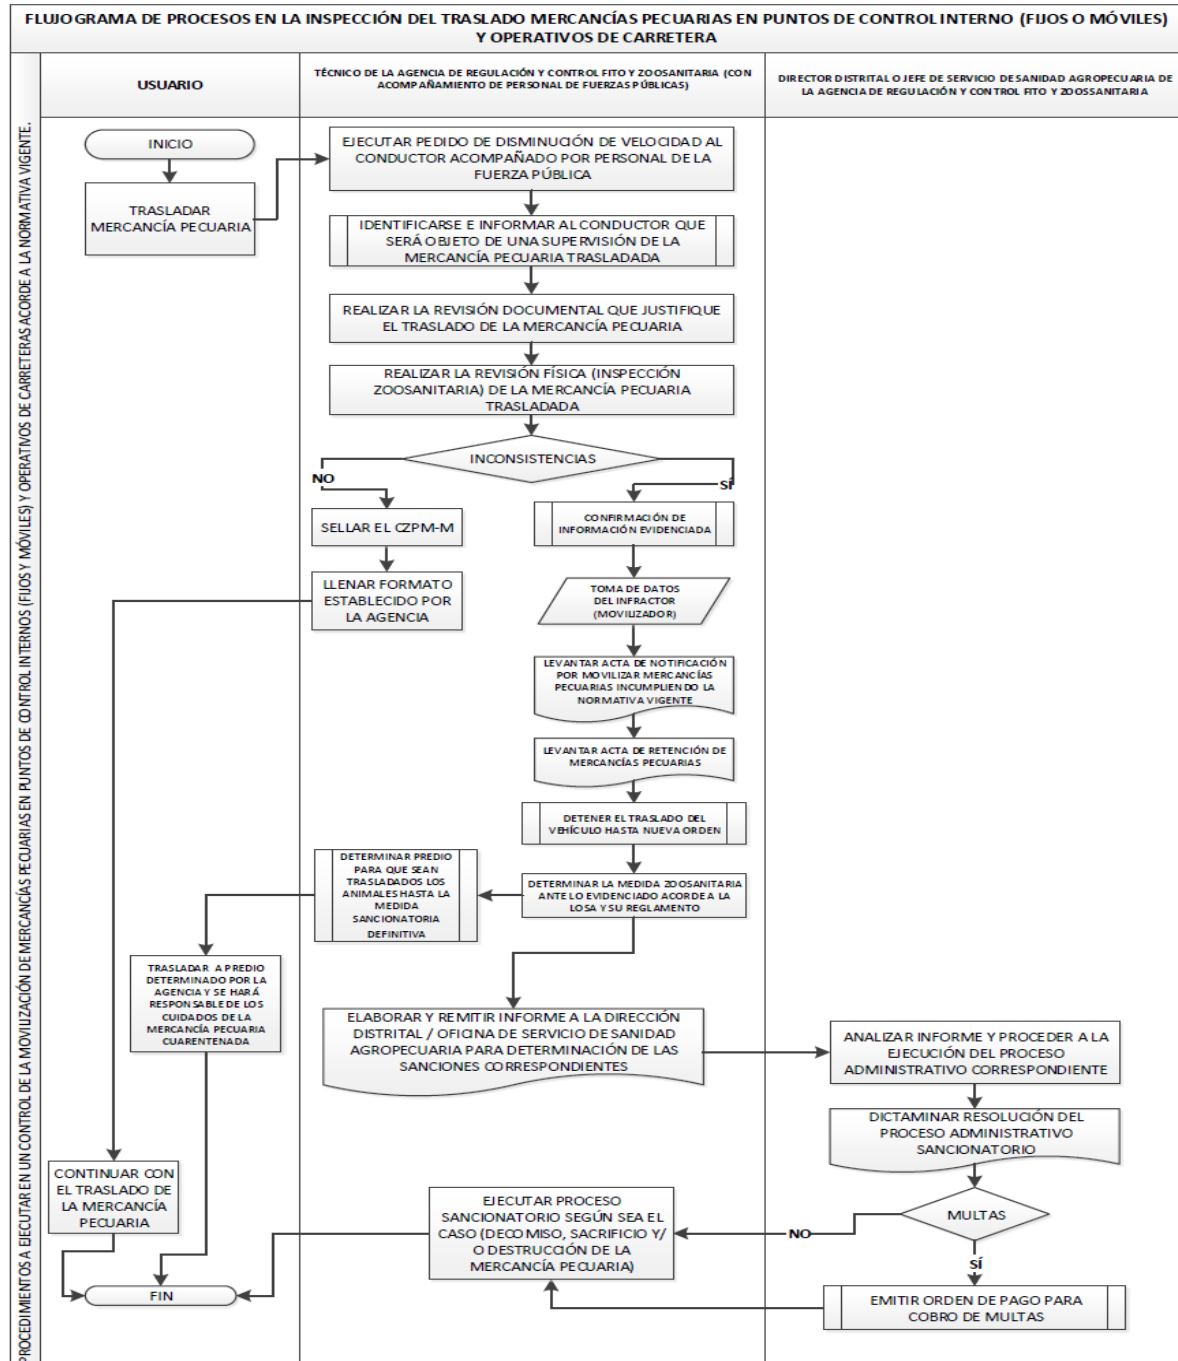 FLUJOGRAMA DE PROCESOS EN LA INSPECCIÓN DEL TRASLADO MERCANCÍAS PECUARIAS EN PUNTOS DE CONTROL INTERNO (FIJOS O MÓVILES)
Y OPERATIVOS DE CARRETERA
PROCEDIMIENTOS A EJECUTAR EN UN CONTROL DE LA MOVILIZACIÓN DE MERCANCÍAS PECUARIAS EN PUNTOS DE CONTROL INTERNOS (FIJOS Y MÓVILES) Y OPERATIVOS DE CARRETERAS ACORDE A LA NORMATIVA VIGENTE.
USUARIO
TÉCNICO DE LA AGENCIA DE REGULACIÓN Y CONTROL FITO Y ZOOSANITARIA (CON
ACOMPAÑAMIENTO DE PERSONAL DE FUERZAS PÚBLICAS)
DIRECTOR DISTRITAL O JEFE DE SERVICIO DE SANIDAD AGROPECUARIA DE
LA AGENCIA DE REGULACIÓN Y CONTROL FITO Y ZOOSSANITARIA
INICIO
TRASLADAR
MERCANCÍA PECUARIA
EJECUTAR PEDIDO DE DISMINUCIÓN DE VELOCIDAD AL
CONDUCTOR ACOMPAÑADO POR PERSONAL DE LA
FUERZA PÚBLICA
IDENTIFICARSE E INFORMAR AL CONDUCTOR QUE
SERÁ OBJETO DE UNA SUPERVISIÓN DE LA
MERCANCÍA PECUARIA TRASLADADA
REALIZAR LA REVISIÓN DOCUMENTAL QUE JUSTIFIQUE
EL TRASLADO DE LA MERCANCÍA PECUARIA
REALIZAR LA REVISIÓN FÍSICA (INSPECCIÓN
ZOOSANITARIA) DE LA MERCANCÍA PECUARIA
TRASLADADA
INCONSISTENCIAS
NO
SÍ
SELLAR EL CZPM-M
LLENAR FORMATO
ESTABLECIDO POR
LA AGENCIA
CONFIRMACIÓN DE
INFORMACIÓN EVIDENCIADA
TOMA DE DATOS
DEL INFRACTOR
(MOVILIZADOR)
LEVANTAR ACTA DE NOTIFICACIÓN
POR MOVILIZAR MERCANCÍAS
PECUARIAS INCUMPLIENDO LA
NORMATIVA VIGENTE
LEVANTAR ACTA DE RETENCIÓN DE
MERCANCÍAS PECUARIAS
DETENER EL TRASLADO DEL
VEHÍCULO HASTA NUEVA ORDEN
DETERMINAR LA MEDIDA ZOOSANITARIA
ANTE LO EVIDENCIADO ACORDE A LA
LOSA Y SU REGLAMENTO
DETERMINAR PREDIO
PARA QUE SEAN
TRASLADADOS LOS
ANIMALES HASTA LA
MEDIDA
SANCIONATORIA
DEFINITIVA
TRASLADAR A PREDIO
DETERMINADO POR LA
AGENCIA Y SE HARÁ
RESPONSABLE DE LOS
CUIDADOS DE LA
MERCANCÍA PECUARIA
CUARENTENADA
ELABORAR Y REMITIR INFORME A LA DIRECCIÓN
DISTRITAL / OFICINA DE SERVICIO DE SANIDAD
AGROPECUARIA PARA DETERMINACIÓN DE LAS
SANCIONES CORRESPONDIENTES
ANALIZAR INFORME Y PROCEDER A LA
EJECUCIÓN DEL PROCESO
ADMINISTRATIVO CORRESPONDIENTE
DICTAMINAR RESOLUCIÓN DEL
PROCESO ADMINISTRATIVO
SANCIONATORIO
MULTAS
NO
SÍ
EMITIR ORDEN DE PAGO PARA
COBRO DE MULTAS
EJECUTAR PROCESO
SANCIONATORIO SEGÚN SEA EL
CASO (DECOMISO, SACRIFICIO Y/
O DESTRUCCIÓN DE LA
MERCANCÍA PECUARIA)
CONTINUAR CON
EL TRASLADO DE
LA MERCANCÍA
PECUARIA
FIN